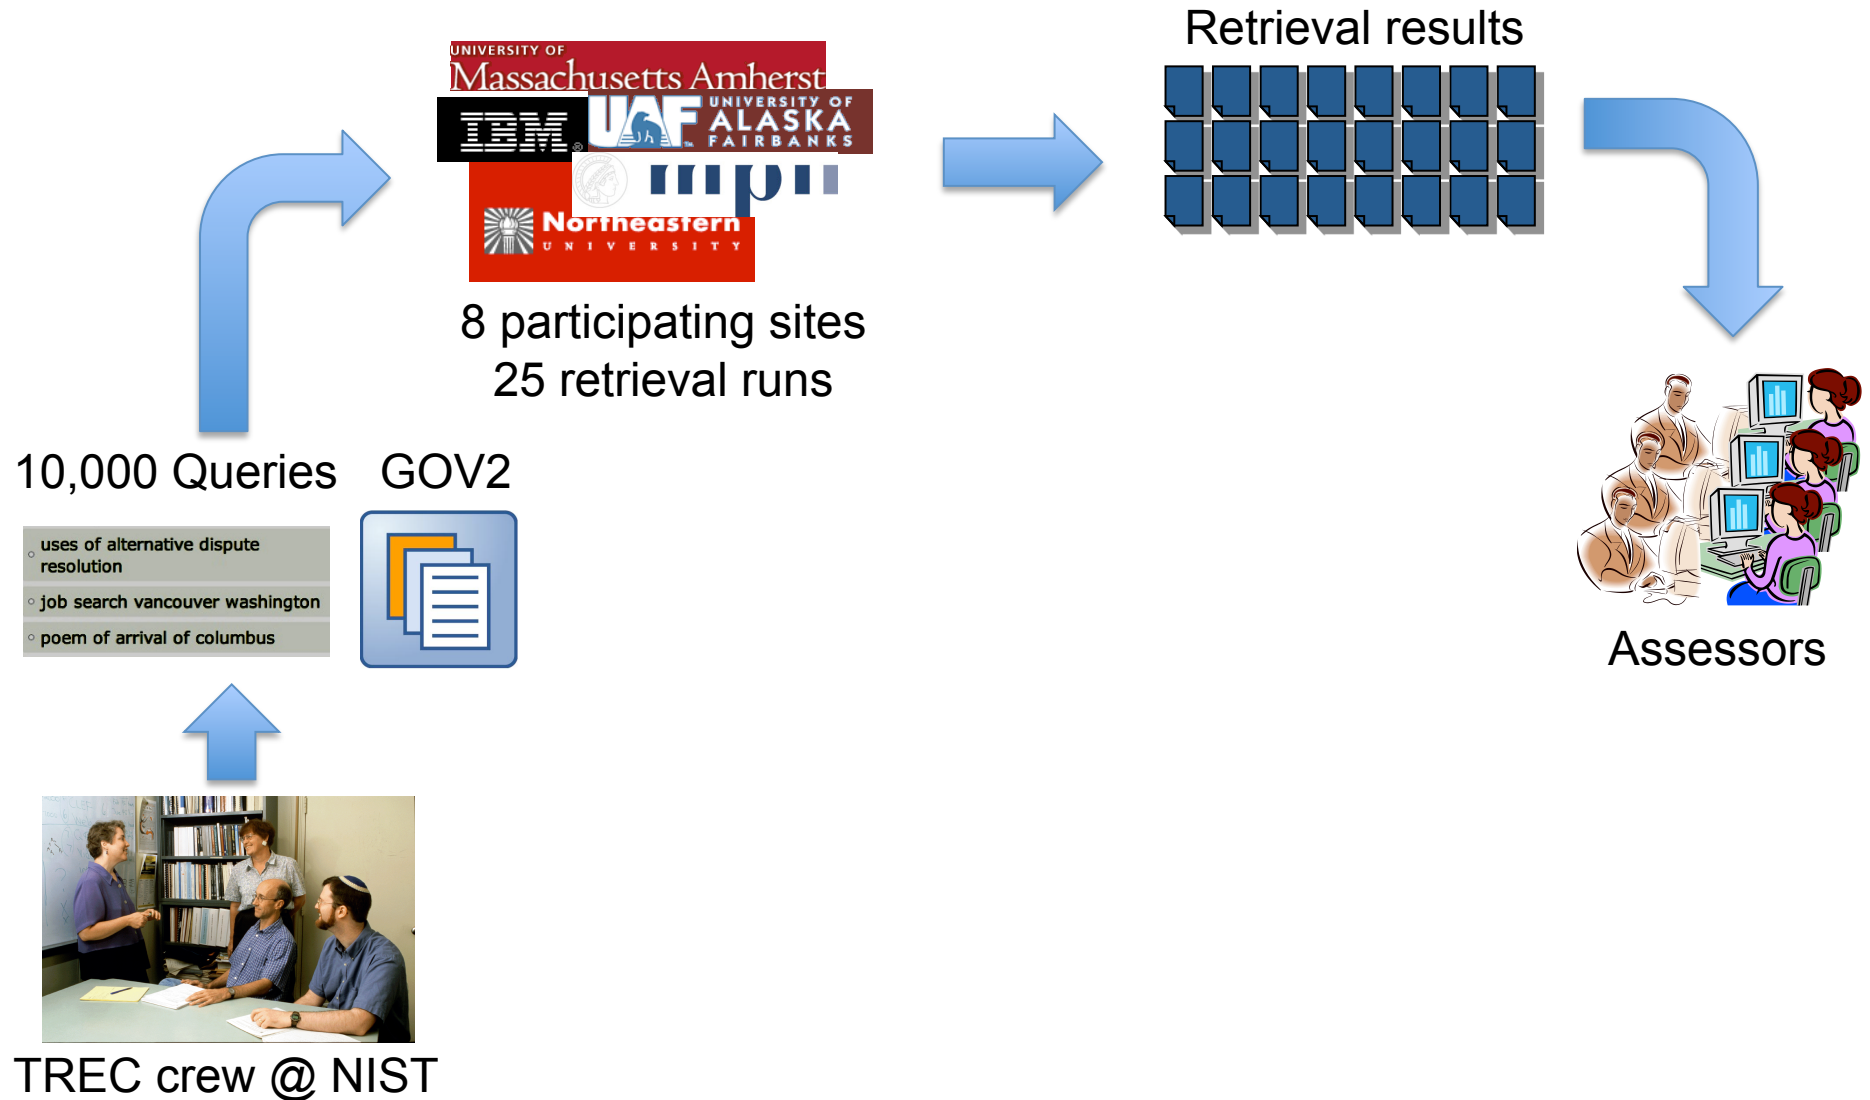 Retrieval results
UNIVERSITY OF
Massachusetts Amherst
IBM®
UAF™
UNIVERSITY OF
ALASKA
FAIRBANKS
mpii
Northeastern
UNIVERSITY
8 participating sites
25 retrieval runs
10,000 Queries
GOV2
uses of alternative dispute
resolution
job search vancouver washington
poem of arrival of columbus
Assessors
TREC crew @ NIST